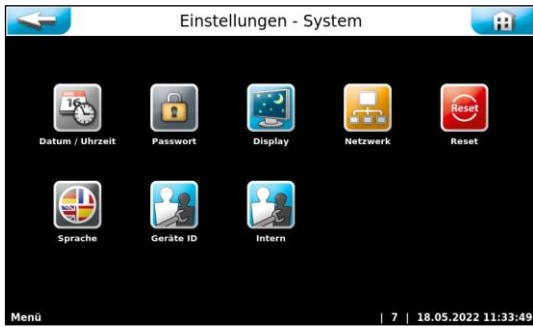 Einstellungen - System
16
Reset
Datum / Uhrzeit Passwort Display Netzwerk Reset
Sprache Geräte ID Intern
Menü | 7 | 18.05.2022 11:33:49